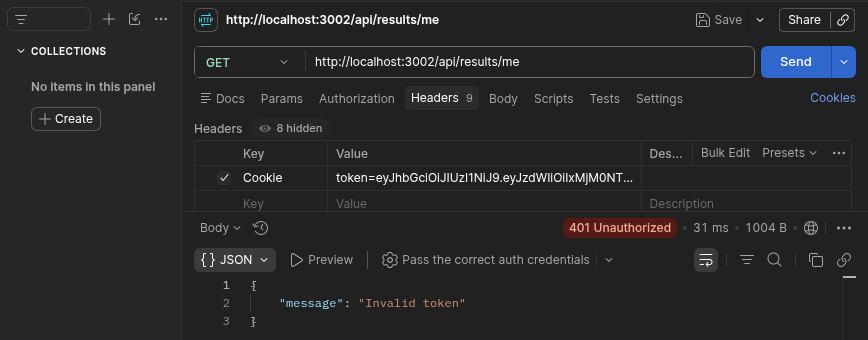 HTTP http://localhost:3002/api/results/me Save Share
COLLECTIONS
No items in this panel
Create
GET http://localhost:3002/api/results/me Send
Docs Params Authorization Headers 9 Body Scripts Tests Settings Cookies
Headers 8 hidden
Key Value Des... Bulk Edit Presets
Cookie token=eyJhbGciOiJIUzI1NiJ9.eyJzdWIiOiIxMjM0NT...
Key Value Description
Body 401 Unauthorized • 31 ms • 1004 B
{} JSON Preview Pass the correct auth credentials
1 {
2 "message": "Invalid token"
3 }